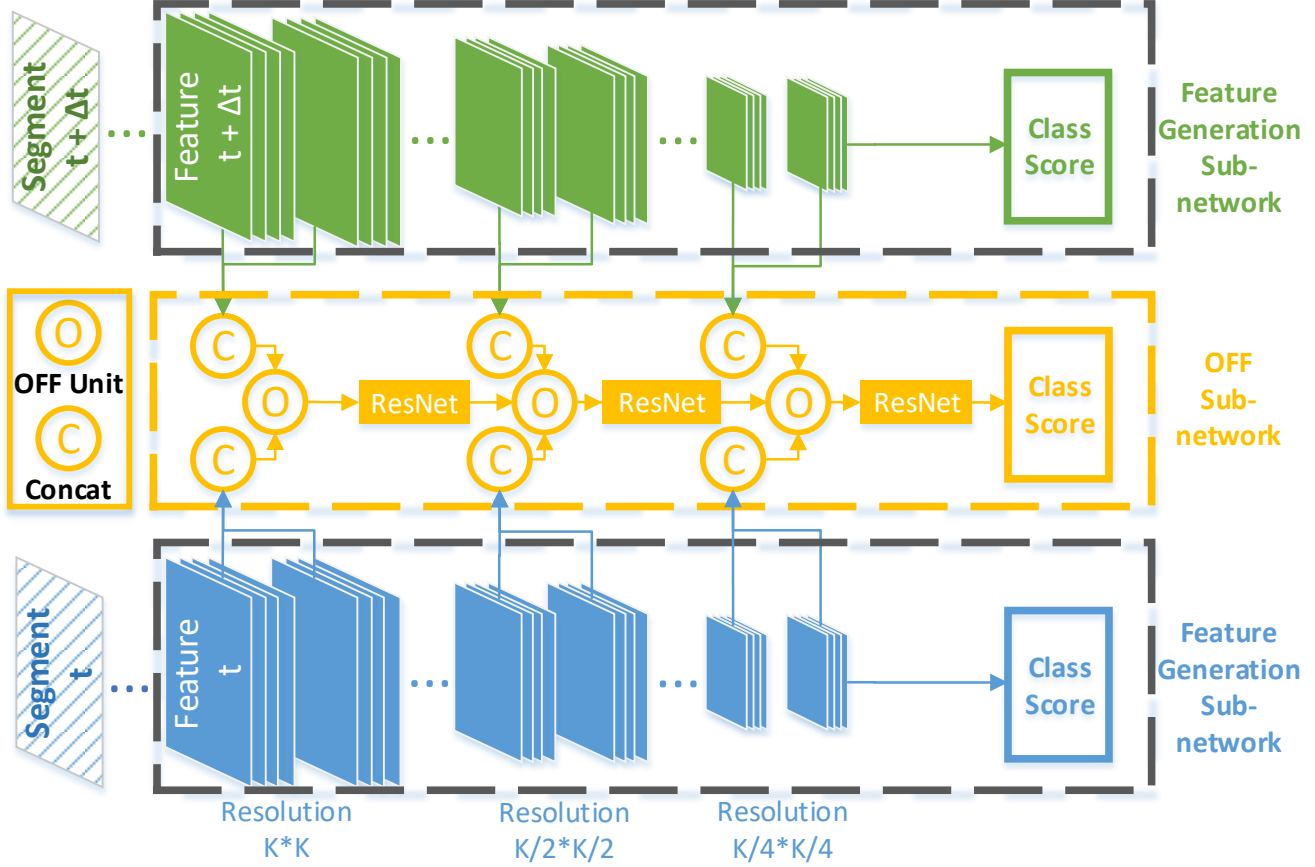 Segment
t + Δt
Feature
t + Δt
Class
Score
Feature
Generation
Sub-
network
O
OFF Unit
C
Concat
C
C
C
O
ResNet
O
ResNet
O
ResNet
C
C
C
Class
Score
OFF
Sub-
network
Segment
t
Feature
t
Class
Score
Feature
Generation
Sub-
network
Resolution
K*K
Resolution
K/2*K/2
Resolution
K/4*K/4